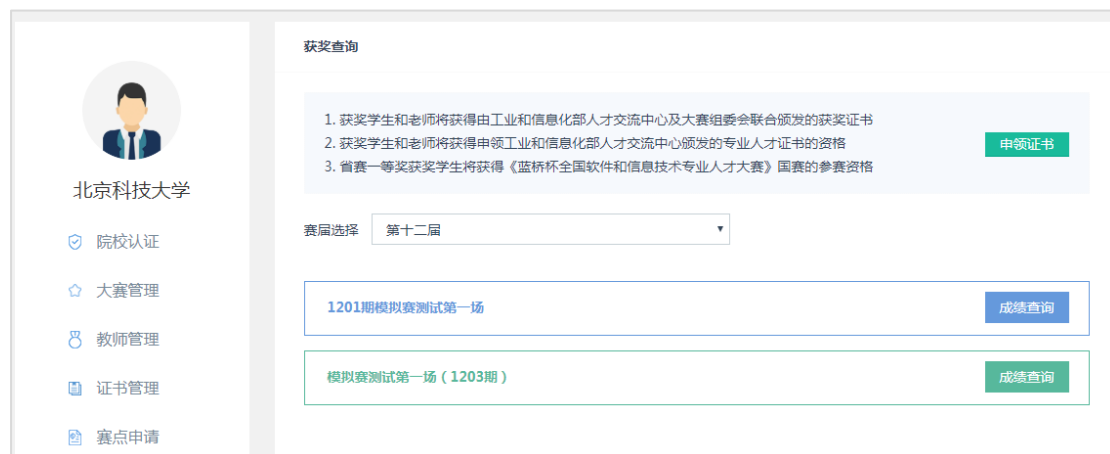 北京科技大学
院校认证
大赛管理
教师管理
证书管理
赛点申请
获奖查询
1. 获奖学生和老师将获得由工业和信息化部人才交流中心及大赛组委会联合颁发的获奖证书
2. 获奖学生和老师将获得申领工业和信息化部人才交流中心颁发的专业人才证书的资格
3. 省赛一等奖获奖学生将获得《蓝桥杯全国软件和信息技术专业人才大赛》国赛的参赛资格
申领证书
赛届选择 第十二届
1201期模拟赛测试第一场 成绩查询
模拟赛测试第一场（1203期） 成绩查询